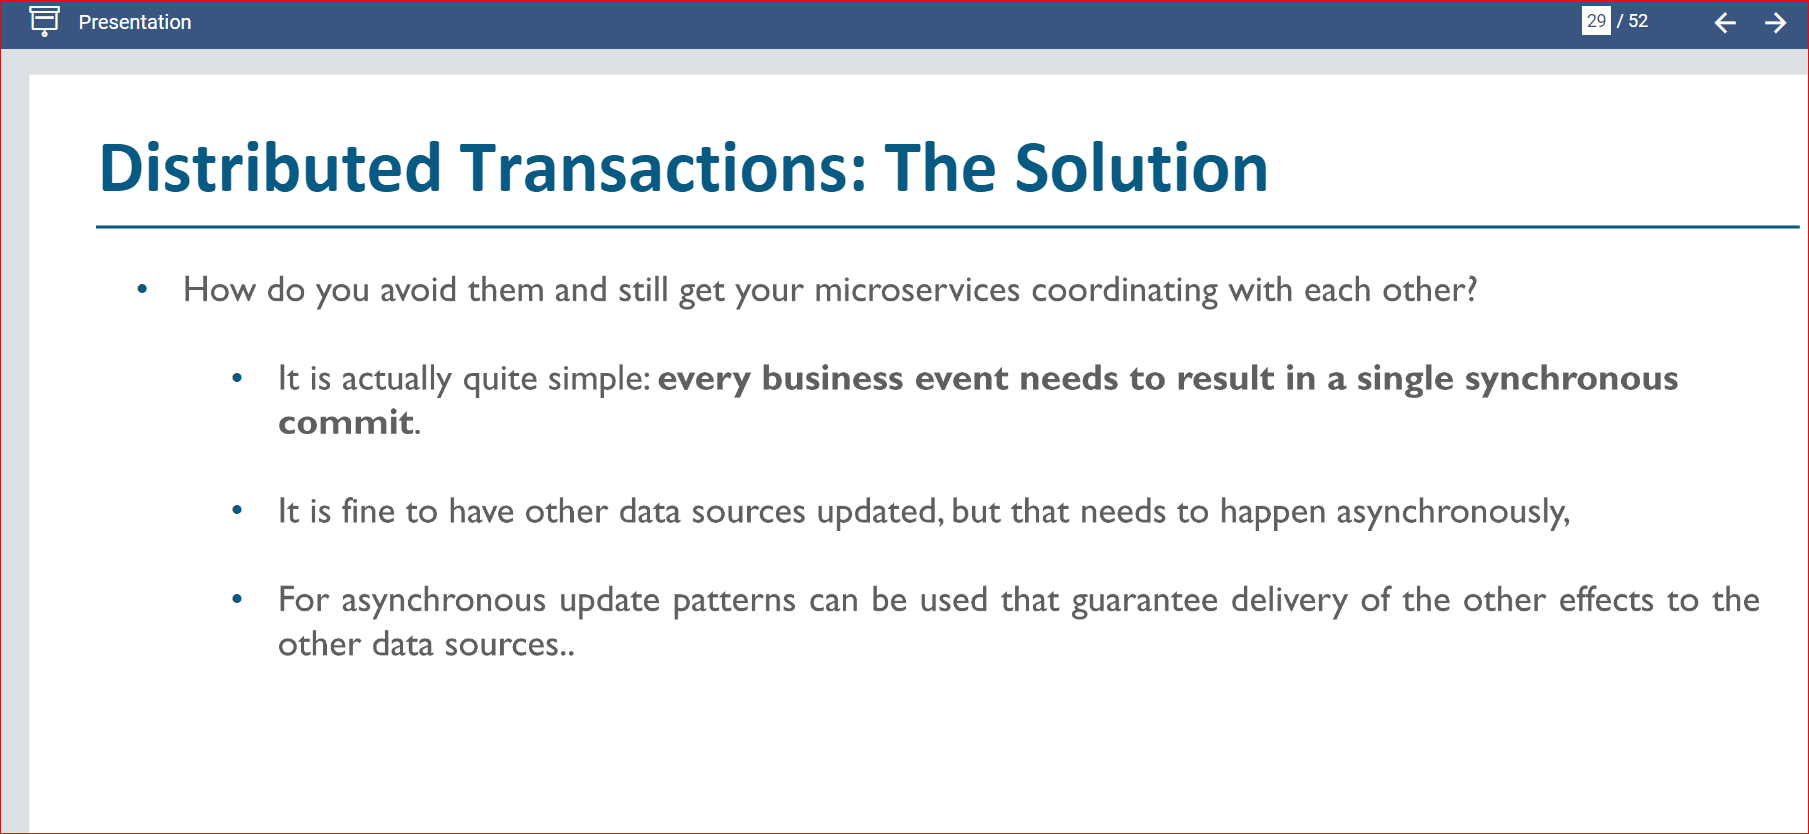 Presentation
29 / 52
Distributed Transactions: The Solution
• How do you avoid them and still get your microservices coordinating with each other?
• It is actually quite simple: every business event needs to result in a single synchronous
commit.
• It is fine to have other data sources updated, but that needs to happen asynchronously,
• For asynchronous update patterns can be used that guarantee delivery of the other effects to the
other data sources..